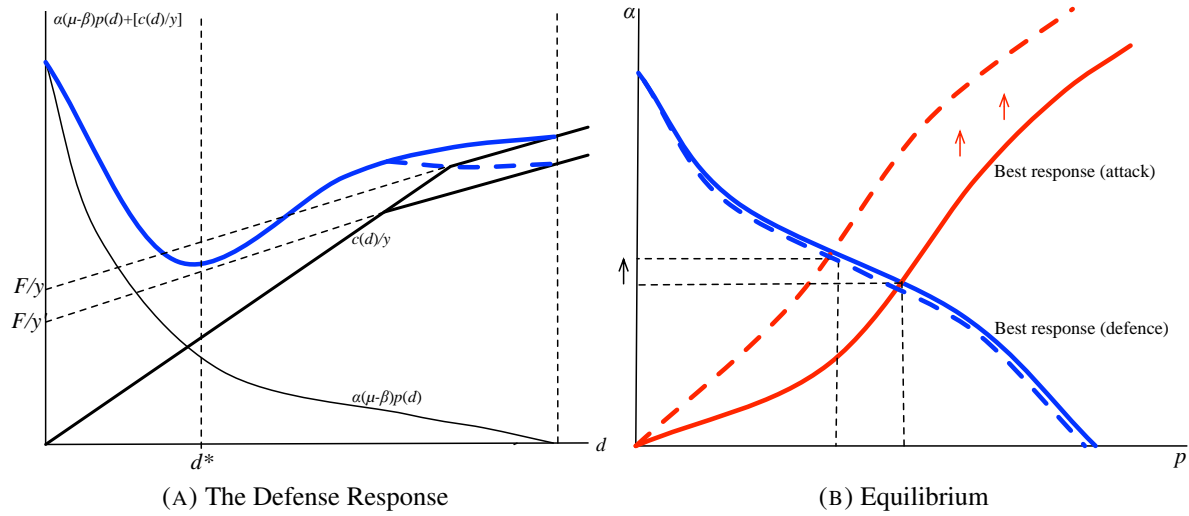 α(μ-β)p(d)+[c(d)/y]
F/y
F/y'
c(d)/y
α(μ-β)p(d)
d
d*
(A) The Defense Response
α
Best response (attack)
Best response (defence)
p
(B) Equilibrium